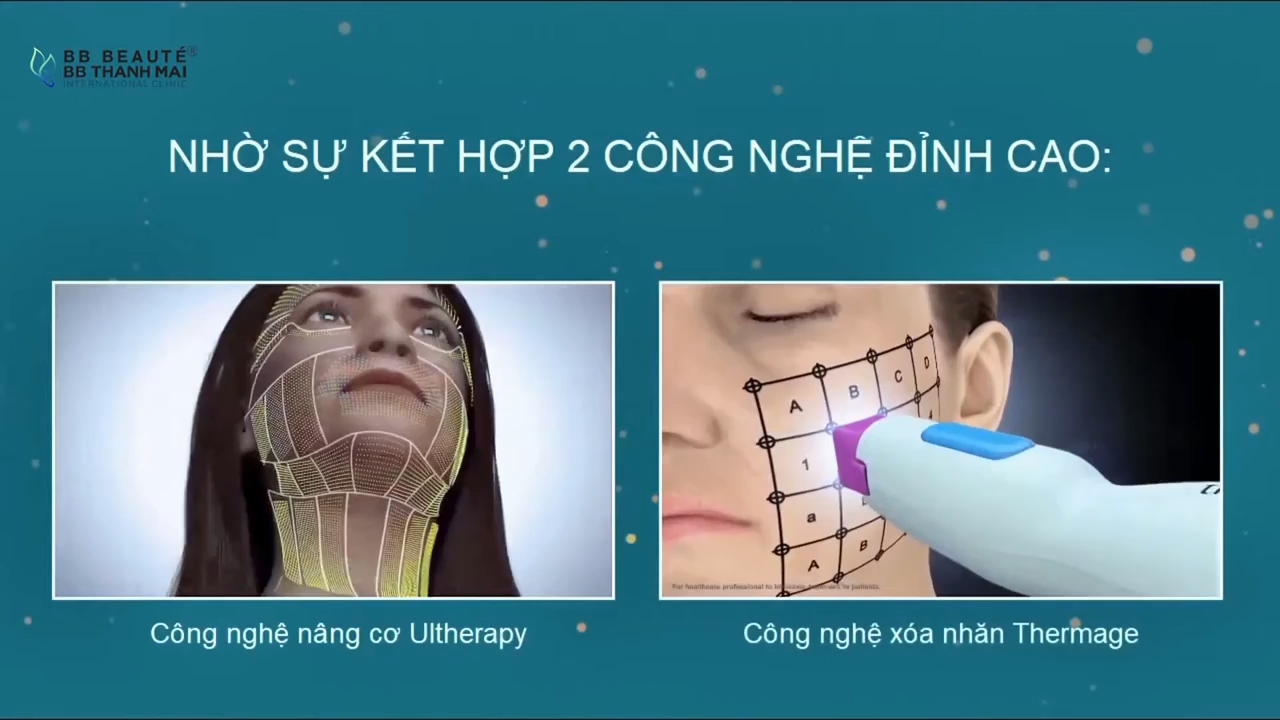 BB BEAUTÉ®
BB THANH MAI
INTERNATIONAL CLINIC
NHỜ SỰ KẾT HỢP 2 CÔNG NGHỆ ĐỈNH CAO:
A B C D
1
a
A B
Công nghệ nâng cơ Ultherapy
Công nghệ xóa nhăn Thermage